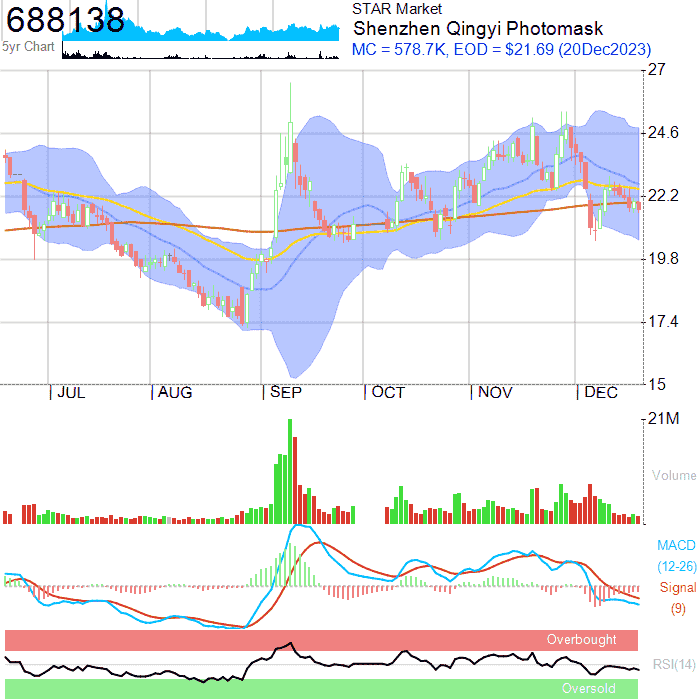 688138
5yr Chart
STAR Market
Shenzhen Qingyi Photomask
MC = 578.7K, EOD = $21.69 (20Dec2023)
27
24.6
22.2
19.8
17.4
15
JUL AUG SEP OCT NOV DEC
21M
Volume
MACD
(12-26)
Signal
(9)
Overbought
RSI(14)
Oversold